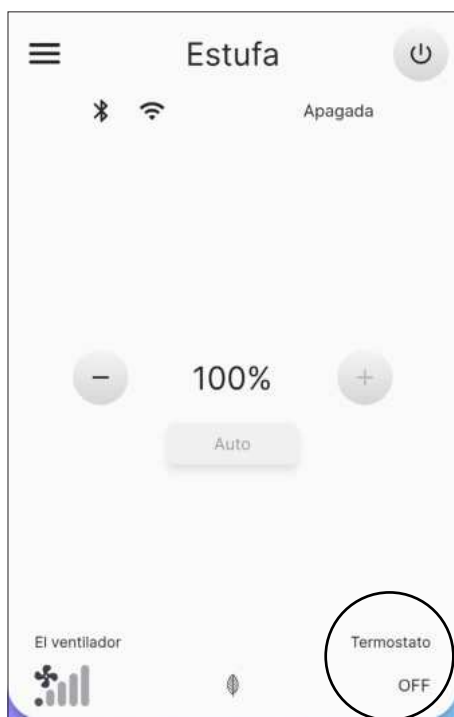 Estufa
Apagada
100%
Auto
El ventilador
Termostato
OFF